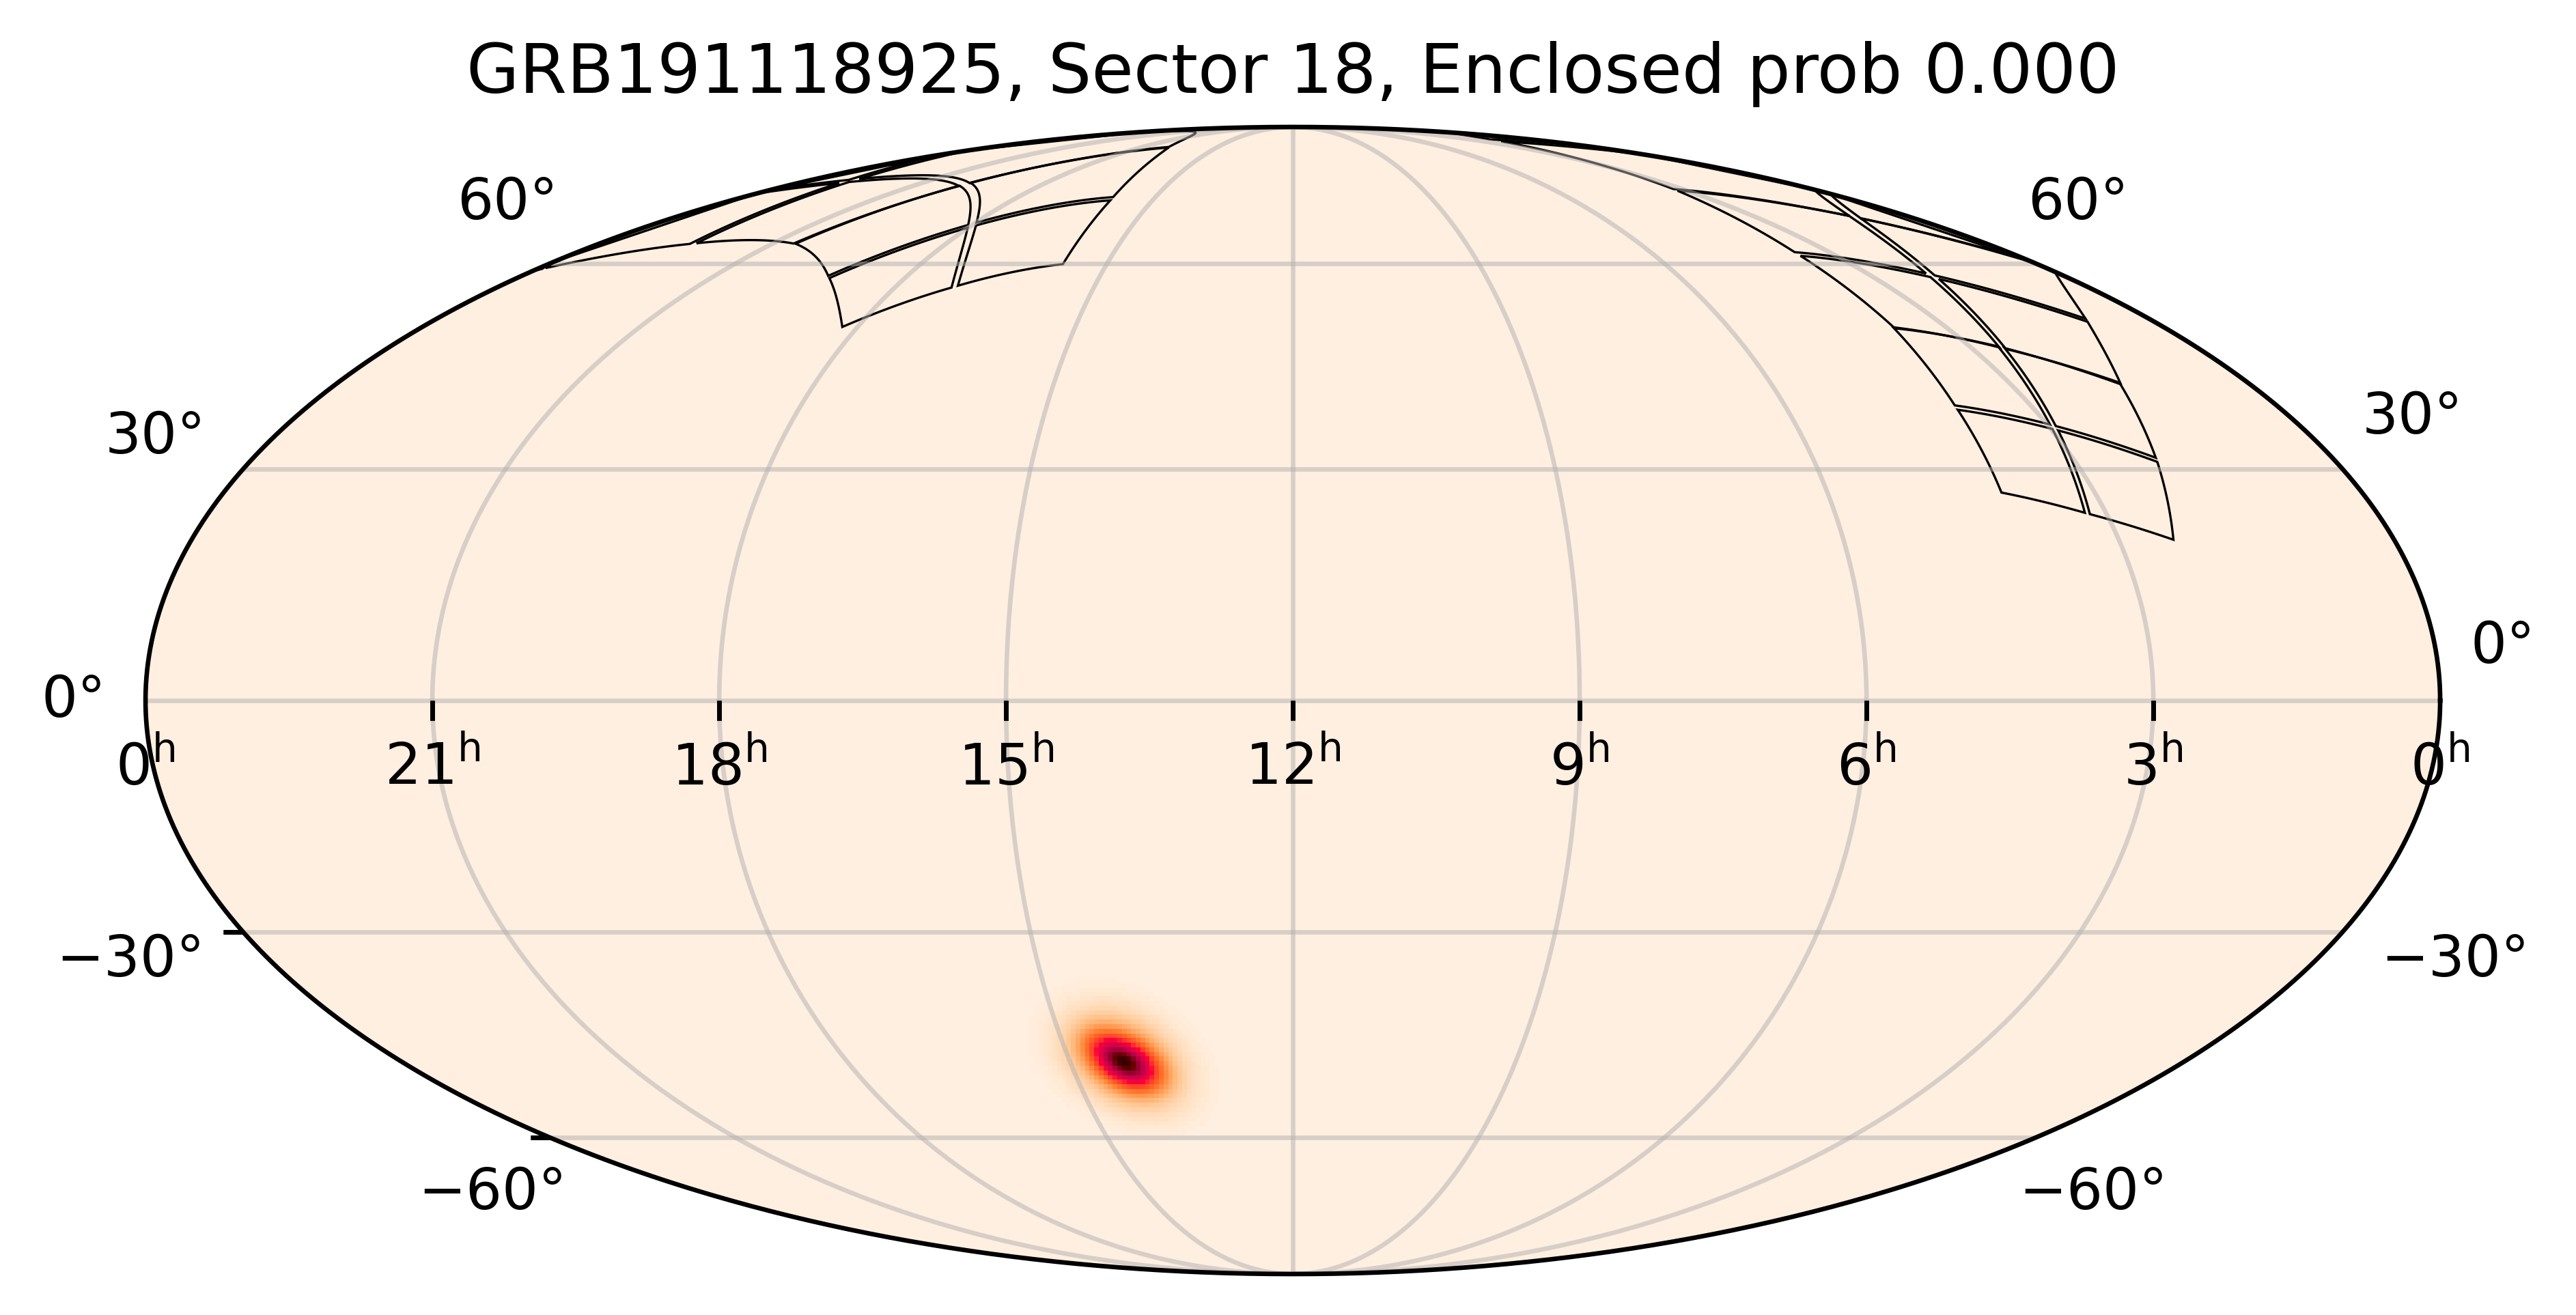 GRB191118925, Sector 18, Enclosed prob 0.000
60° 60°
30° 30°
0° 0°
0ʰ 21ʰ 18ʰ 15ʰ 12ʰ 9ʰ 6ʰ 3ʰ 0ʰ
−30° −30°
−60° −60°